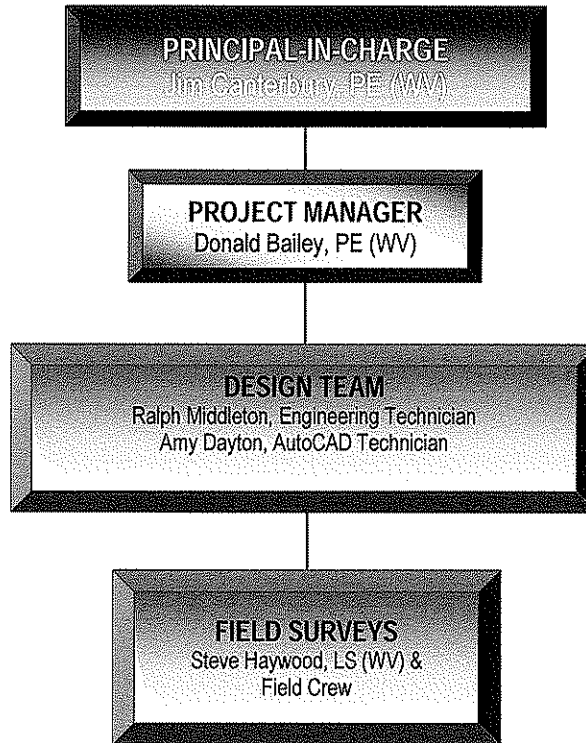 PRINCIPAL-IN-CHARGE
Jim Canterbury, PE (WV)
PROJECT MANAGER
Donald Bailey, PE (WV)
DESIGN TEAM
Ralph Middleton, Engineering Technician
Amy Dayton, AutoCAD Technician
FIELD SURVEYS
Steve Haywood, LS (WV) &
Field Crew